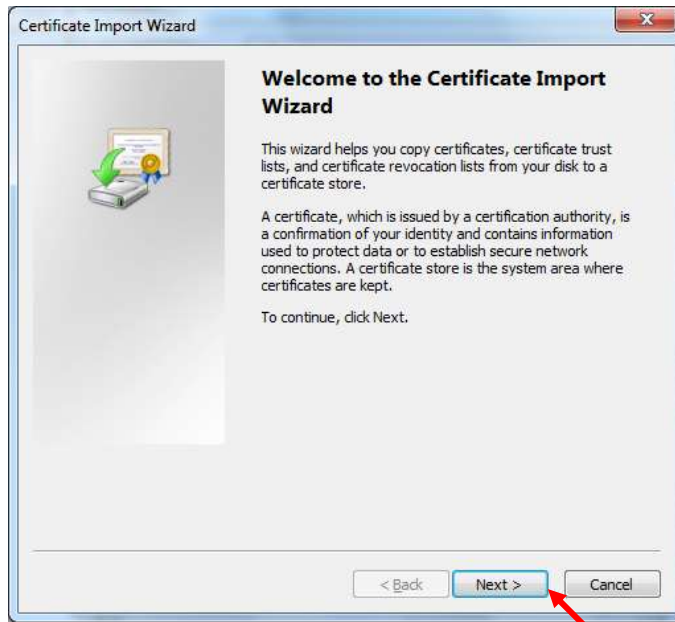 Certificate Import Wizard
Welcome to the Certificate Import
Wizard
This wizard helps you copy certificates, certificate trust
lists, and certificate revocation lists from your disk to a
certificate store.
A certificate, which is issued by a certification authority, is
a confirmation of your identity and contains information
used to protect data or to establish secure network
connections. A certificate store is the system area where
certificates are kept.
To continue, click Next.
< Back Next > Cancel